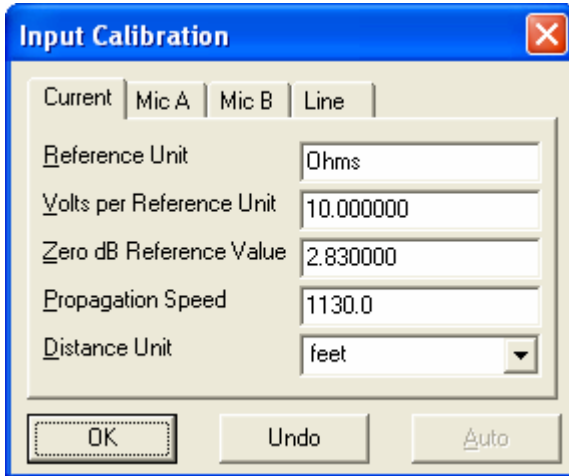 Input Calibration
Current Mic A Mic B Line
Reference Unit Ohms
Volts per Reference Unit 10.000000
Zero dB Reference Value 2.830000
Propagation Speed 1130.0
Distance Unit feet
OK Undo Auto